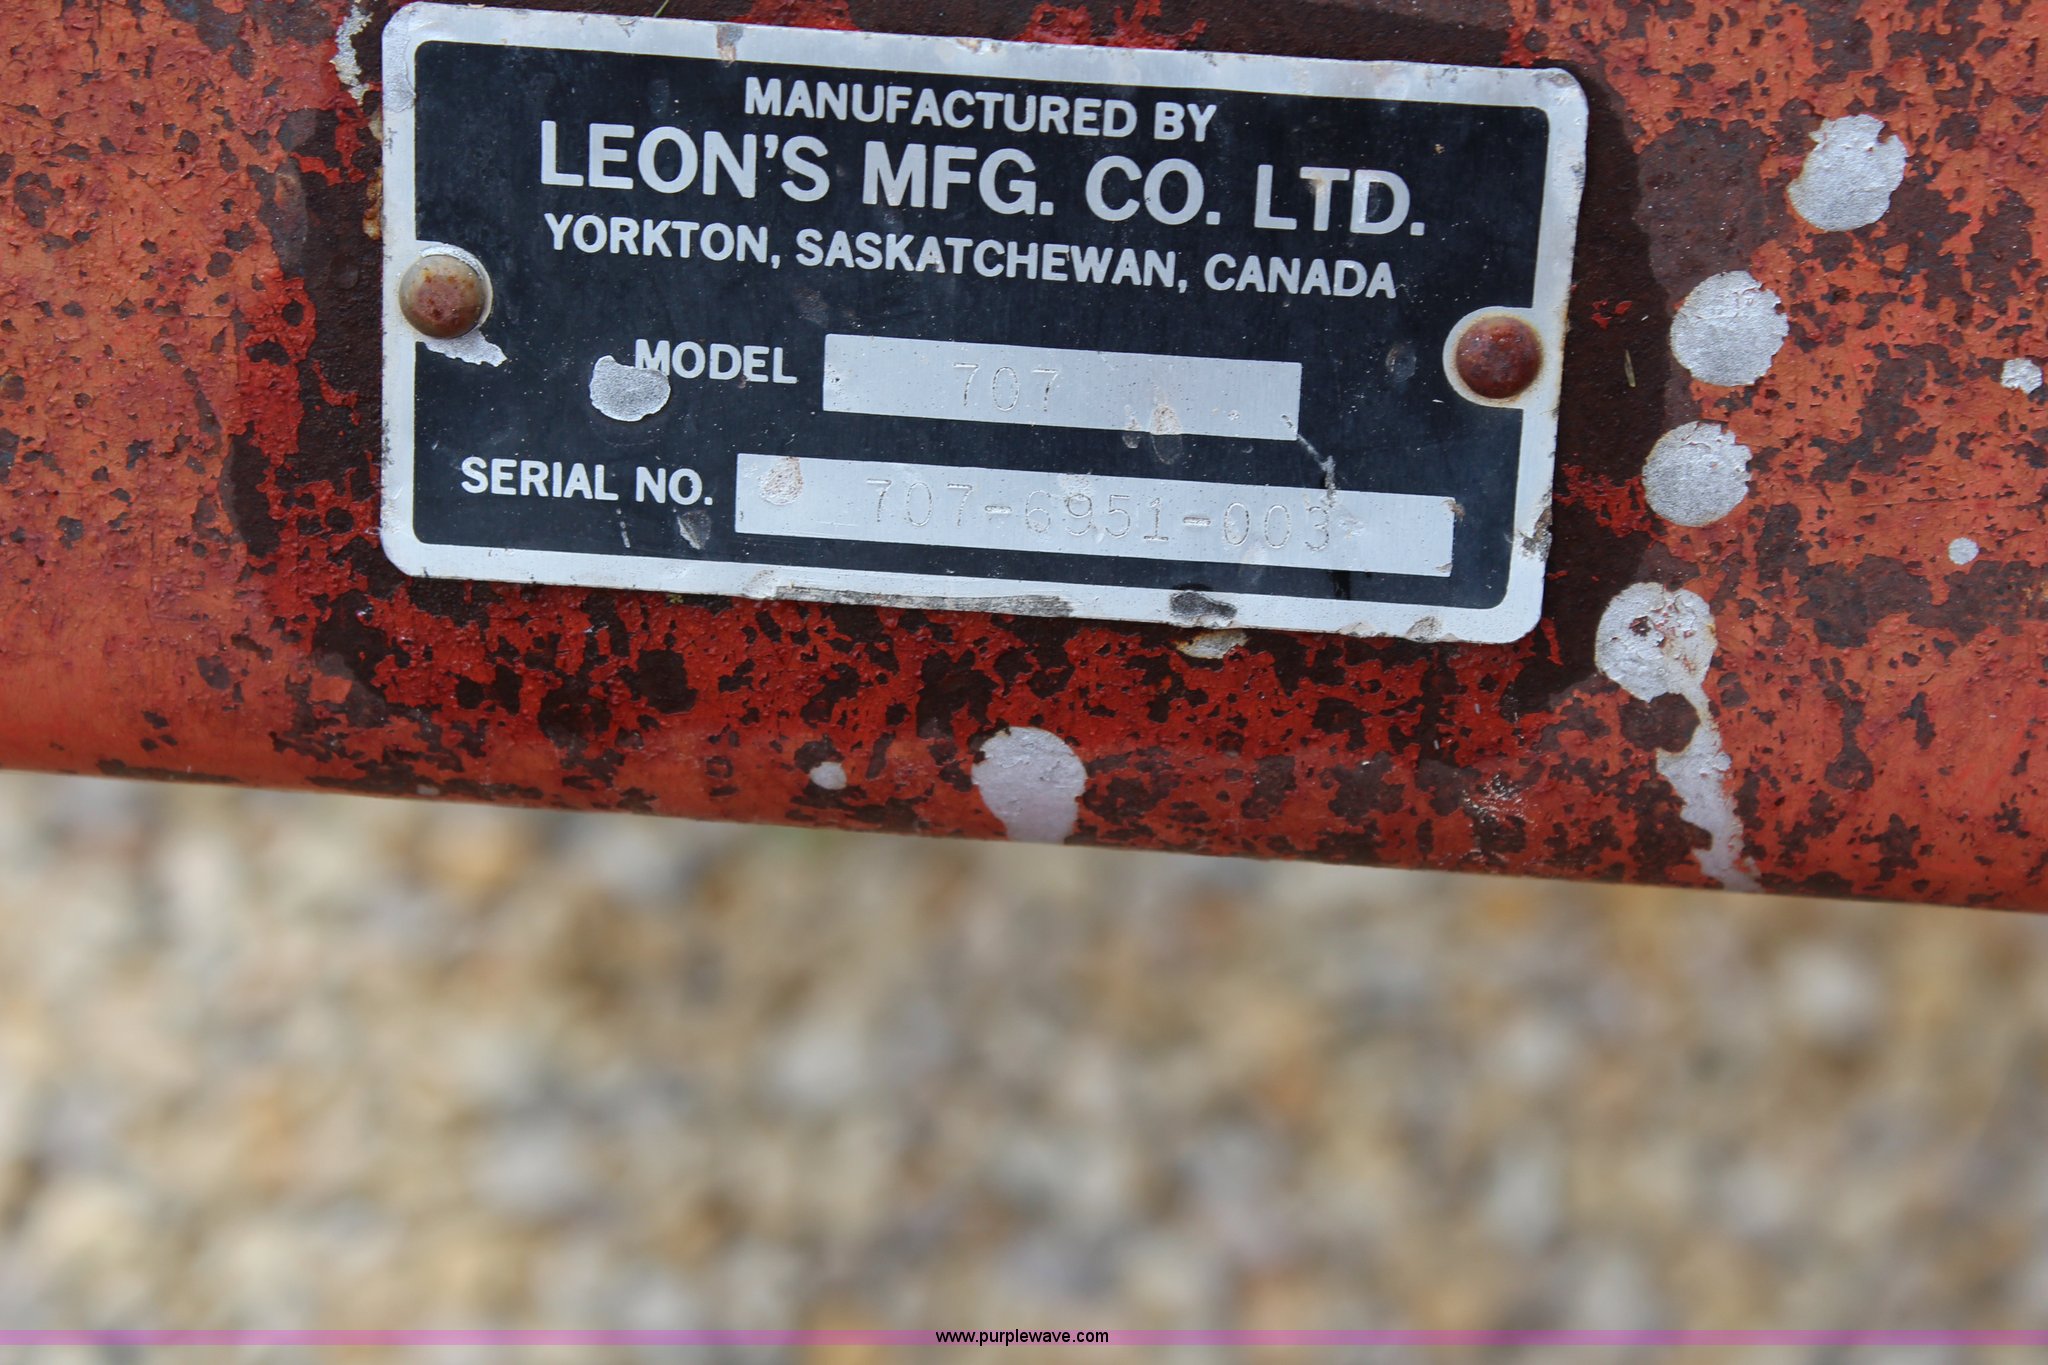 MANUFACTURED BY
LEON'S MFG. CO. LTD.
YORKTON, SASKATCHEWAN, CANADA
MODEL 707
SERIAL NO. 707-6951-003
www.purplewave.com